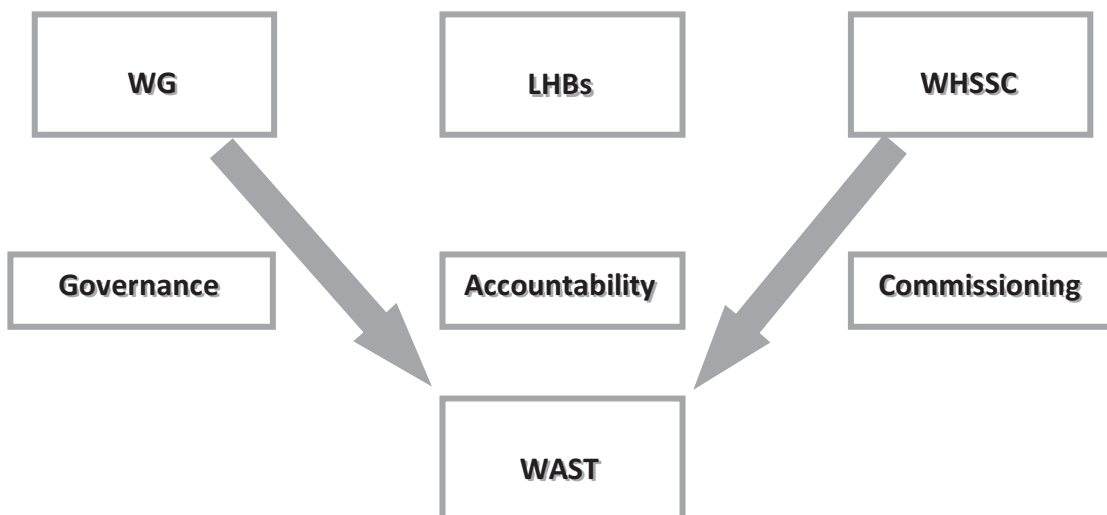 WG
LHBs
WHSSC
Governance
Accountability
Commissioning
WAST